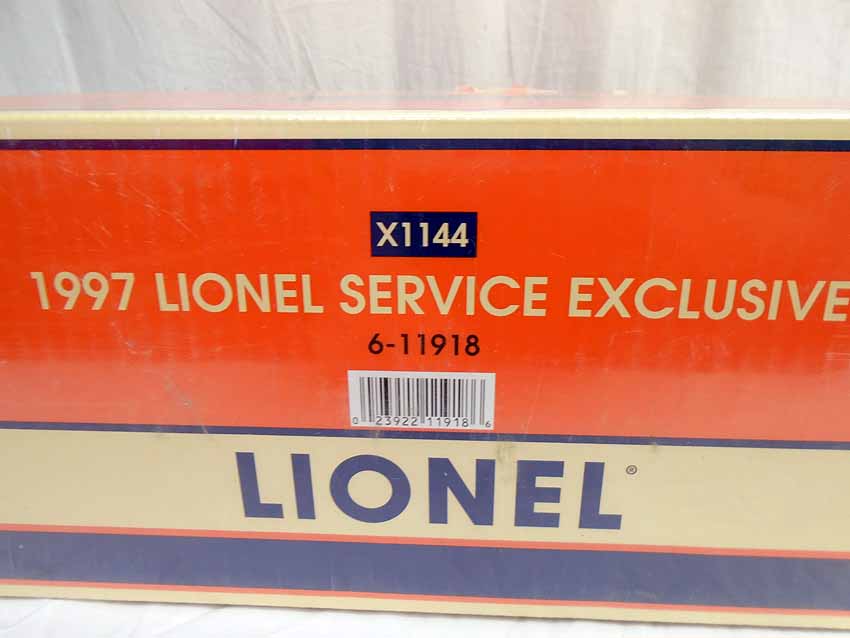 X1144
1997 LIONEL SERVICE EXCLUSIVE
6-11918
0 23922 11918 6
LIONEL®